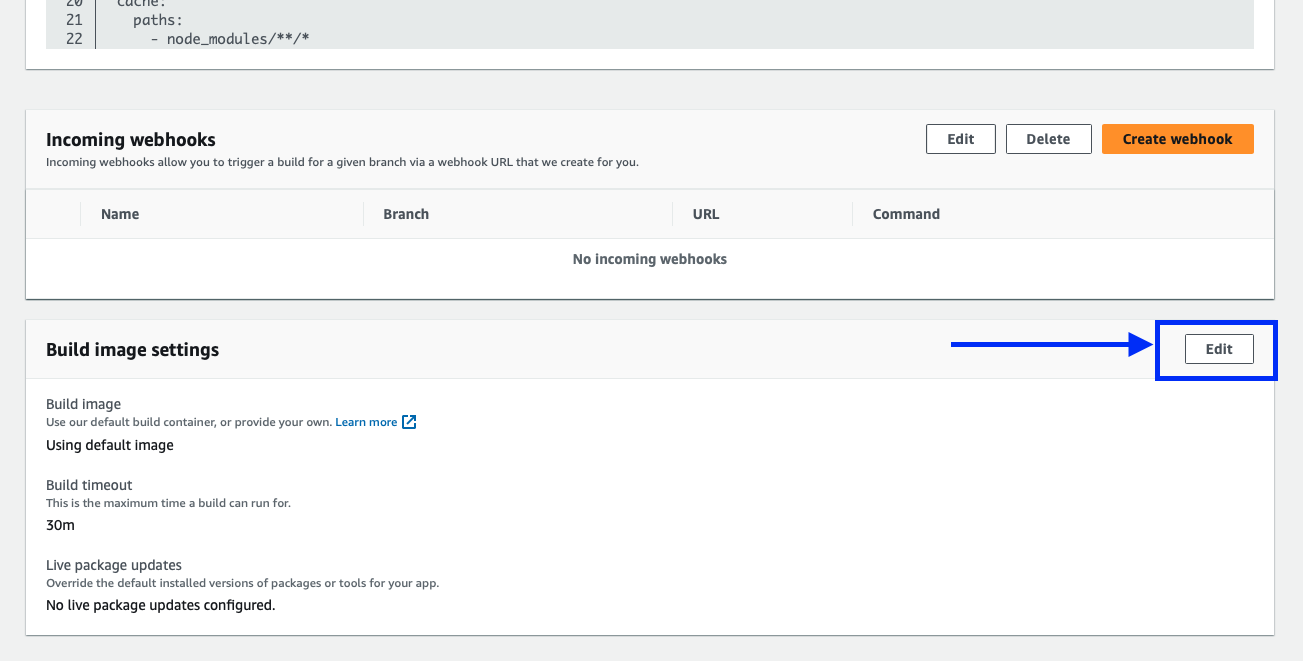 20 cache:
21 paths:
22 - node_modules/**/*
Incoming webhooks
Edit Delete Create webhook
Incoming webhooks allow you to trigger a build for a given branch via a webhook URL that we create for you.
Name Branch URL Command
No incoming webhooks
Build image settings
Edit
Build image
Use our default build container, or provide your own. Learn more
Using default image
Build timeout
This is the maximum time a build can run for.
30m
Live package updates
Override the default installed versions of packages or tools for your app.
No live package updates configured.